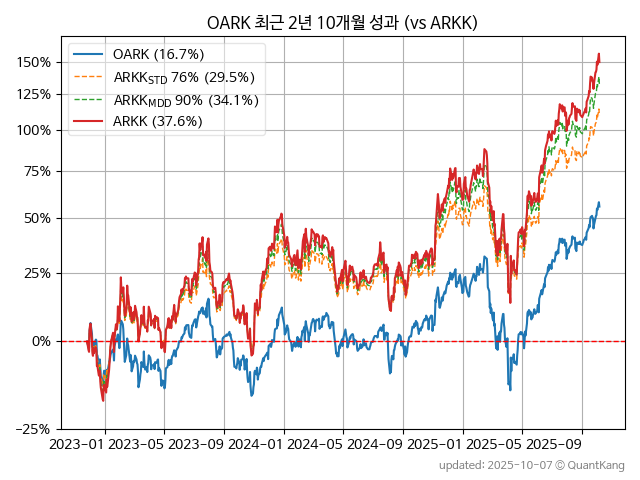 OARK 최근 2년 10개월 성과 (vs ARKK)
OARK (16.7%)
ARKK_STD 76% (29.5%)
ARKK_MDD 90% (34.1%)
ARKK (37.6%)
150%
125%
100%
75%
50%
25%
0%
−25%
2023-01 2023-05 2023-09 2024-01 2024-05 2024-09 2025-01 2025-05 2025-09
updated: 2025-10-07 © QuantKang